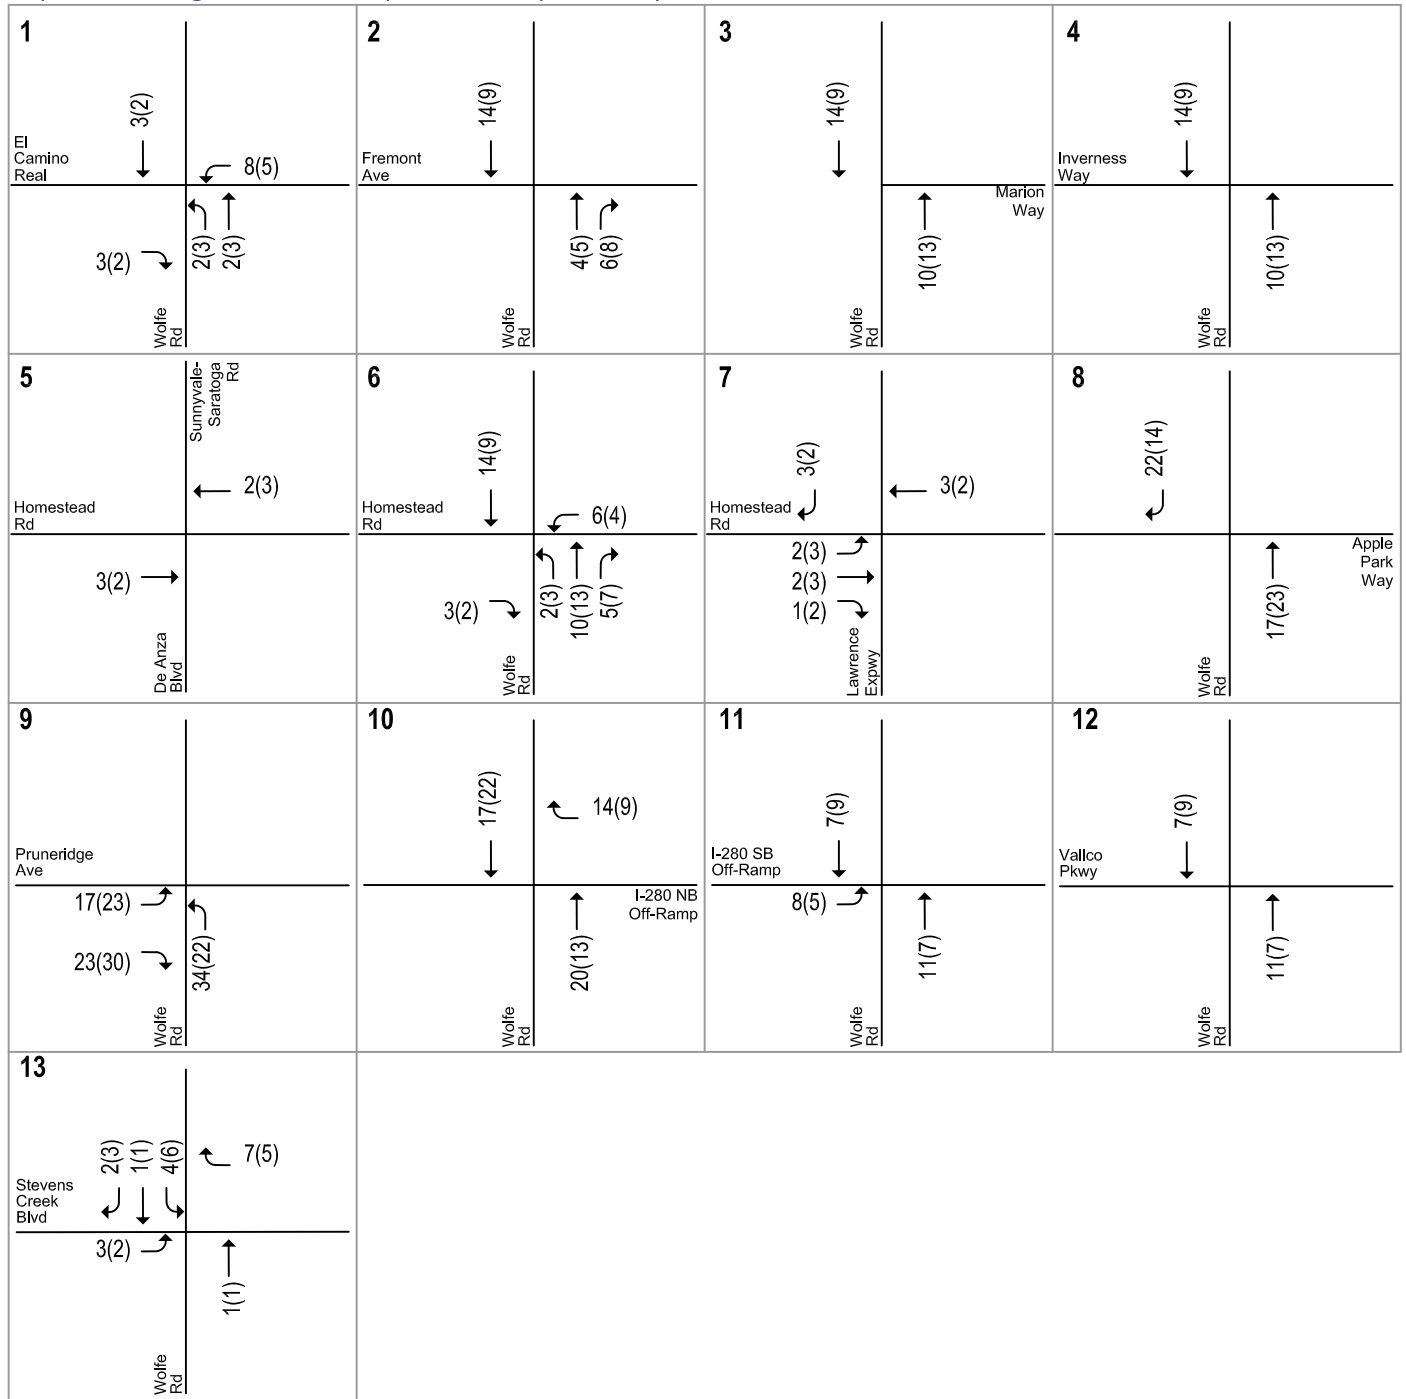 1
3(2)
El
Camino
Real
8(5)
2(3)
2(3)
3(2)
Wolfe
Rd
2
14(9)
Fremont
Ave
4(5)
6(8)
Wolfe
Rd
3
14(9)
Marion
Way
10(13)
Wolfe
Rd
4
14(9)
Inverness
Way
10(13)
Wolfe
Rd
5
Sunnyvale-
Saratoga
Rd
2(3)
Homestead
Rd
3(2)
De Anza
Blvd
6
14(9)
Homestead
Rd
6(4)
3(2)
2(3)
10(13)
5(7)
Wolfe
Rd
7
3(2)
3(2)
Homestead
Rd
2(3)
2(3)
1(2)
Lawrence
Expwy
8
22(14)
Apple
Park
Way
17(23)
Wolfe
Rd
9
Pruneridge
Ave
17(23)
23(30)
34(22)
Wolfe
Rd
10
17(22)
14(9)
I-280 NB
Off-Ramp
20(13)
Wolfe
Rd
11
7(9)
I-280 SB
Off-Ramp
8(5)
11(7)
Wolfe
Rd
12
7(9)
Vallco
Pkwy
11(7)
Wolfe
Rd
13
2(3)
1(1)
4(6)
7(5)
Stevens
Creek
Blvd
3(2)
1(1)
Wolfe
Rd